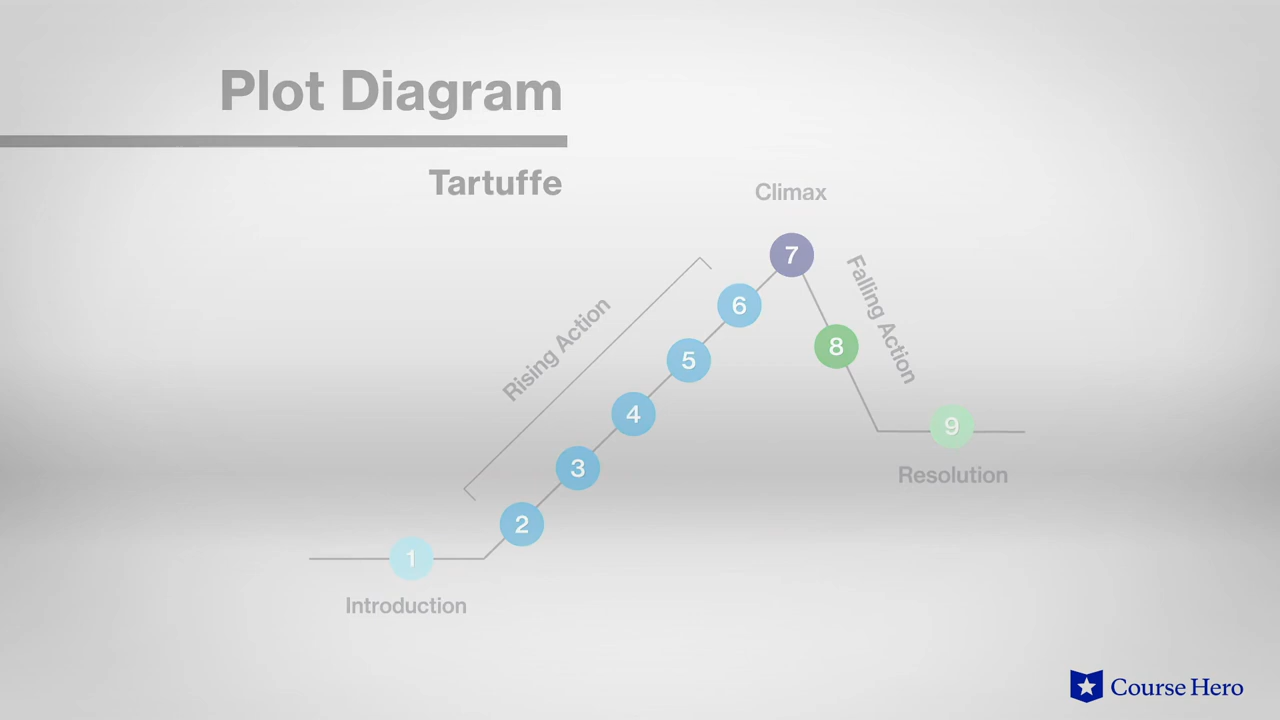 Plot Diagram
Tartuffe
Climax
7
Falling Action
6
Rising Action
8
5
4
9
3
Resolution
2
1
Introduction
Course Hero